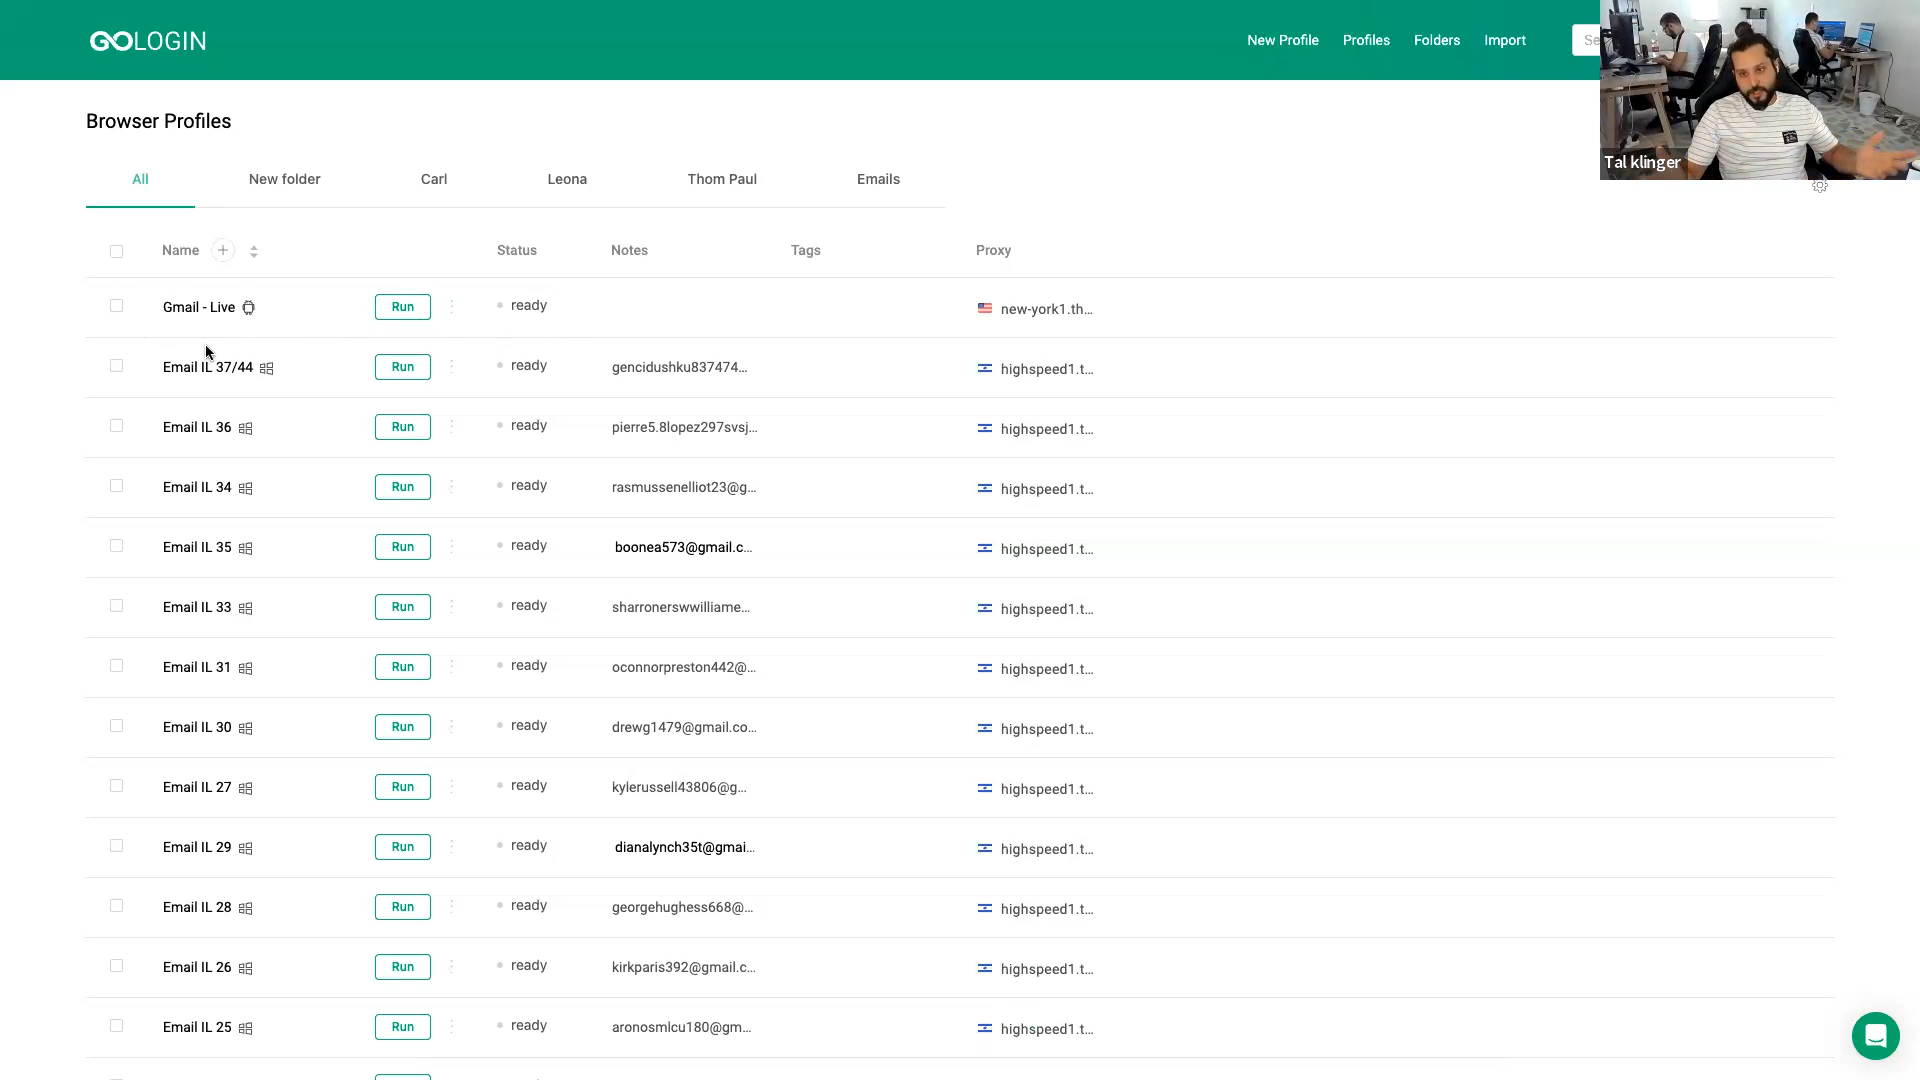 GOLOGIN
New Profile Profiles Folders Import Se
Tal klinger
Browser Profiles
All New folder Carl Leona Thom Paul Emails
Name Status Notes Tags Proxy
Gmail - Live Run ready new-york1.th...
Email IL 37/44 Run ready gencidushku837474... highspeed1.t...
Email IL 36 Run ready pierre5.8lopez297svsj... highspeed1.t...
Email IL 34 Run ready rasmussenelliot23@g... highspeed1.t...
Email IL 35 Run ready boonea573@gmail.c... highspeed1.t...
Email IL 33 Run ready sharronerswwilliame... highspeed1.t...
Email IL 31 Run ready oconnorpreston442@... highspeed1.t...
Email IL 30 Run ready drewg1479@gmail.co... highspeed1.t...
Email IL 27 Run ready kylerussell43806@g... highspeed1.t...
Email IL 29 Run ready dianalynch35t@gmai... highspeed1.t...
Email IL 28 Run ready georgehughess668@... highspeed1.t...
Email IL 26 Run ready kirkparis392@gmail.c... highspeed1.t...
Email IL 25 Run ready aronosmlcu180@gm... highspeed1.t...